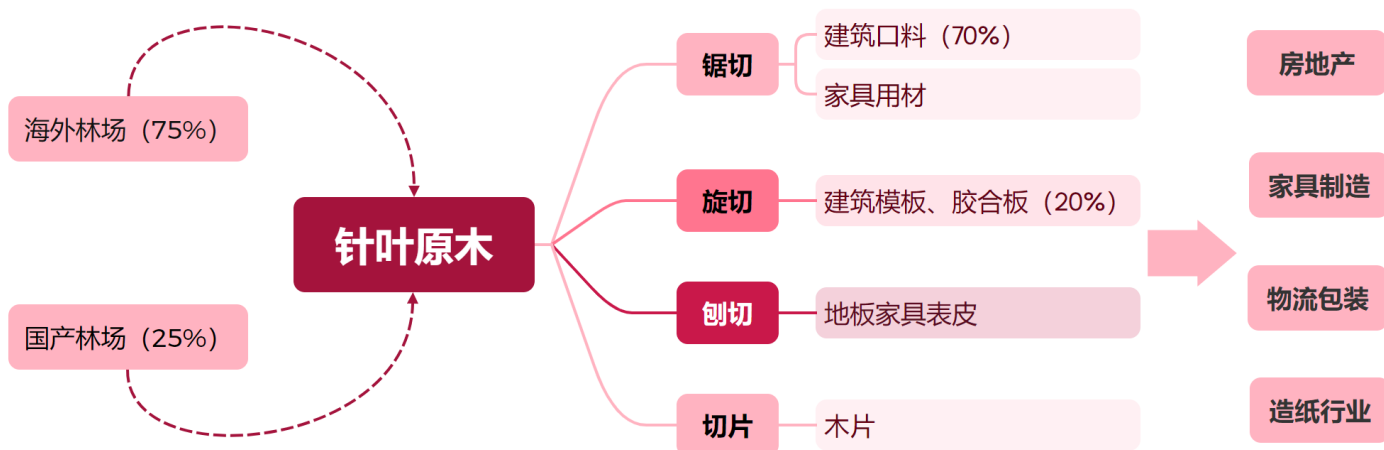 海外林场（75%）
国产林场（25%）
针叶原木
锯切
建筑口料（70%）
家具用材
旋切
建筑模板、胶合板（20%）
刨切
地板家具表皮
切片
木片
房地产
家具制造
物流包装
造纸行业